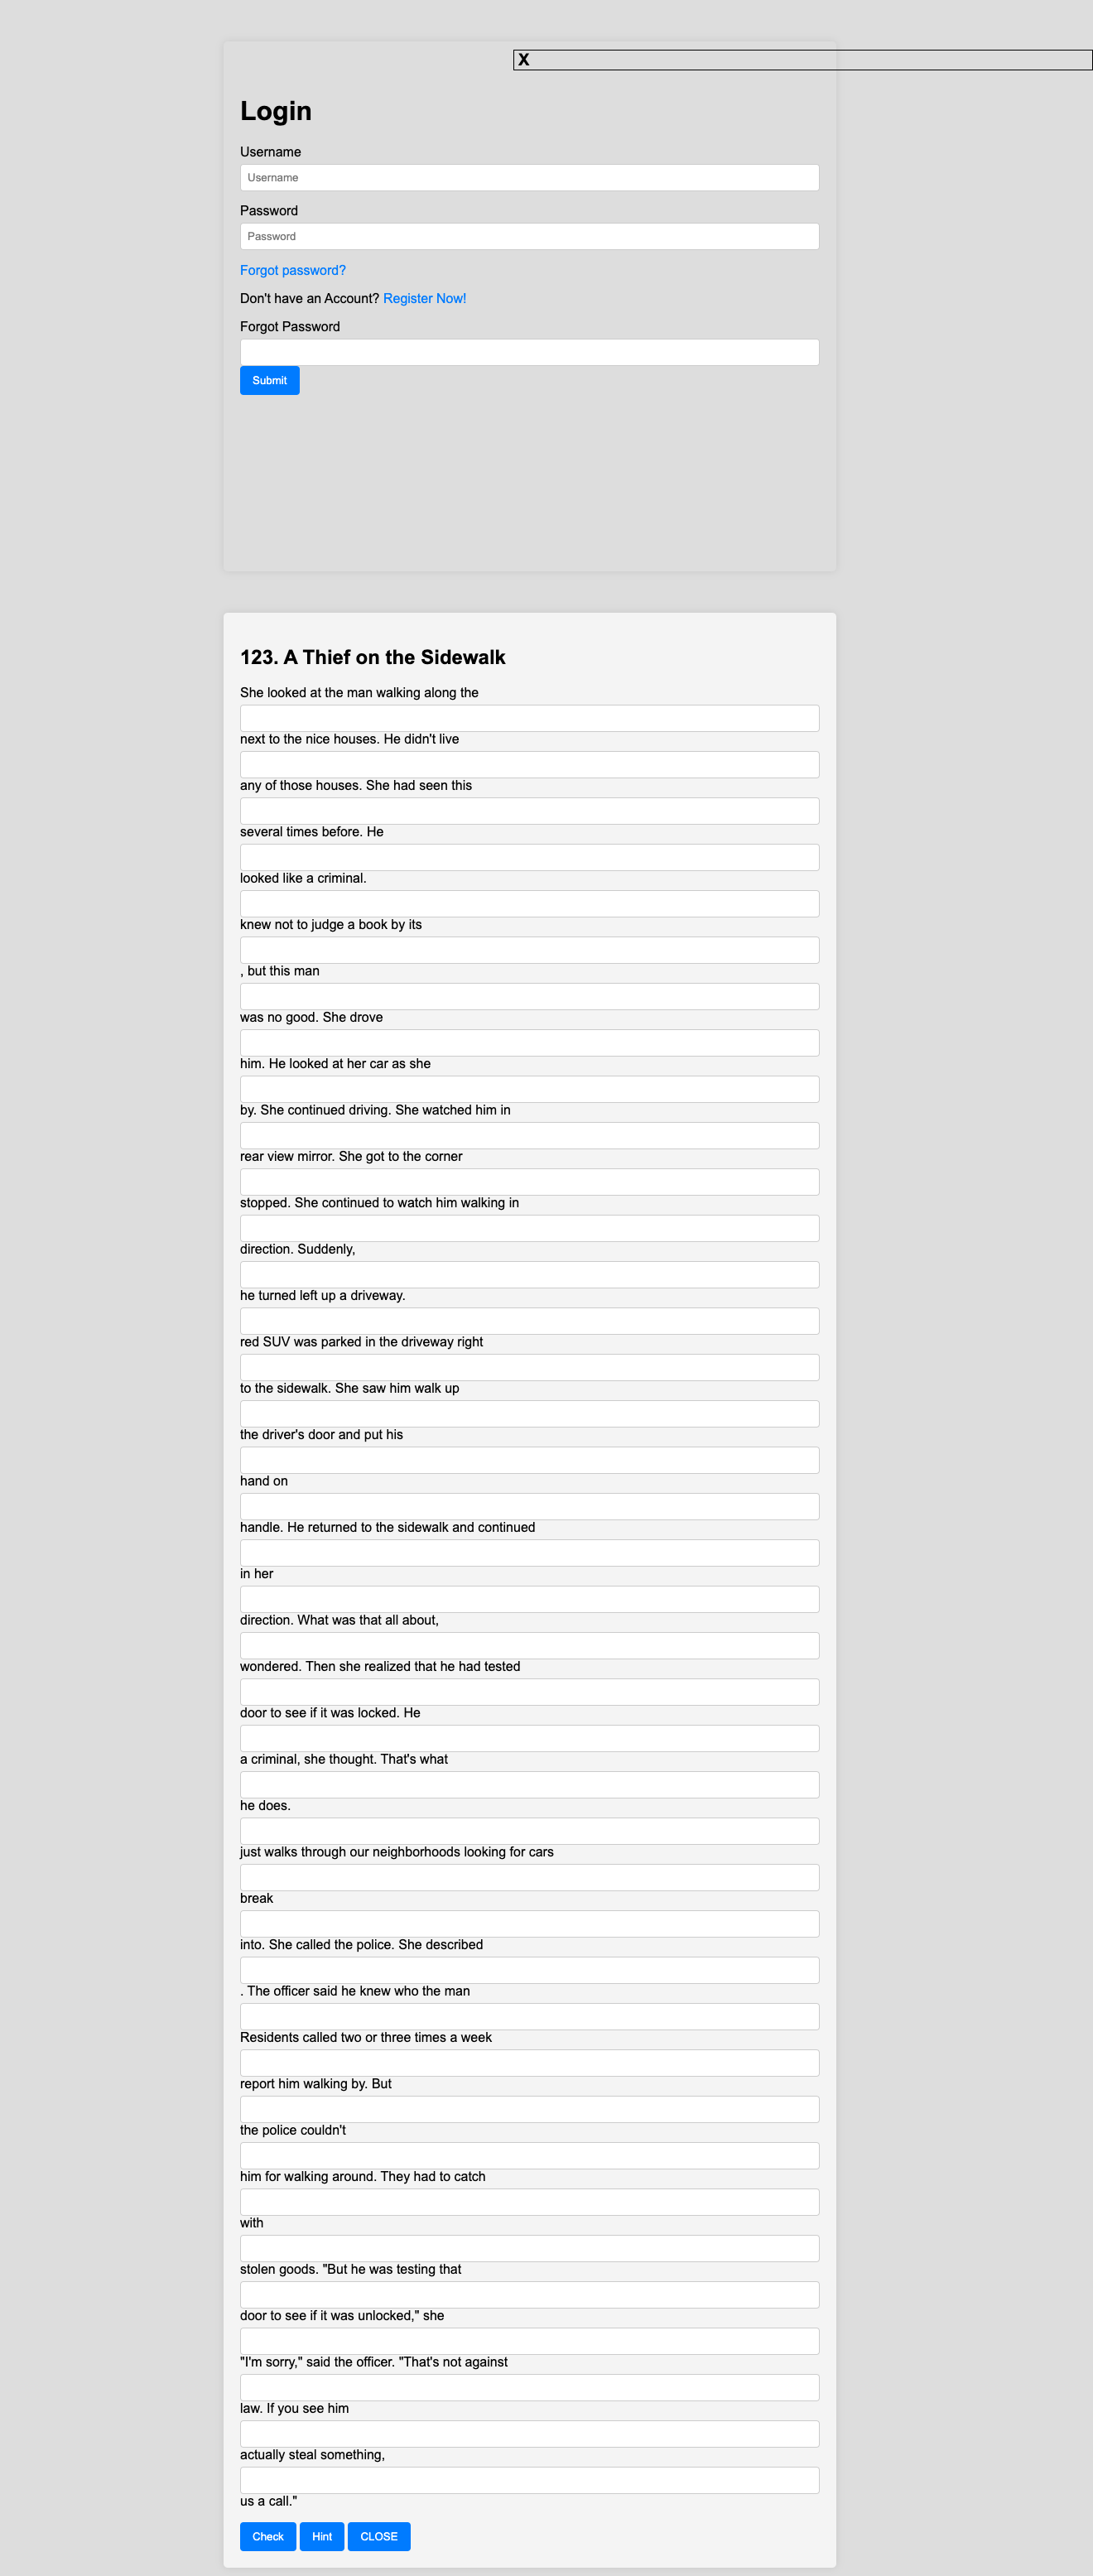 X
Login
Username
Username
Password
Password
Forgot password?
Don't have an Account? Register Now!
Forgot Password
Submit
123. A Thief on the Sidewalk
She looked at the man walking along the
next to the nice houses. He didn't live
any of those houses. She had seen this
several times before. He
looked like a criminal.
knew not to judge a book by its
, but this man
was no good. She drove
him. He looked at her car as she
by. She continued driving. She watched him in
rear view mirror. She got to the corner
stopped. She continued to watch him walking in
direction. Suddenly,
he turned left up a driveway.
red SUV was parked in the driveway right
to the sidewalk. She saw him walk up
the driver's door and put his
hand on
handle. He returned to the sidewalk and continued
in her
direction. What was that all about,
wondered. Then she realized that he had tested
door to see if it was locked. He
a criminal, she thought. That's what
he does.
just walks through our neighborhoods looking for cars
break
into. She called the police. She described
. The officer said he knew who the man
Residents called two or three times a week
report him walking by. But
the police couldn't
him for walking around. They had to catch
with
stolen goods. "But he was testing that
door to see if it was unlocked," she
"I'm sorry," said the officer. "That's not against
law. If you see him
actually steal something,
us a call."
Check Hint CLOSE